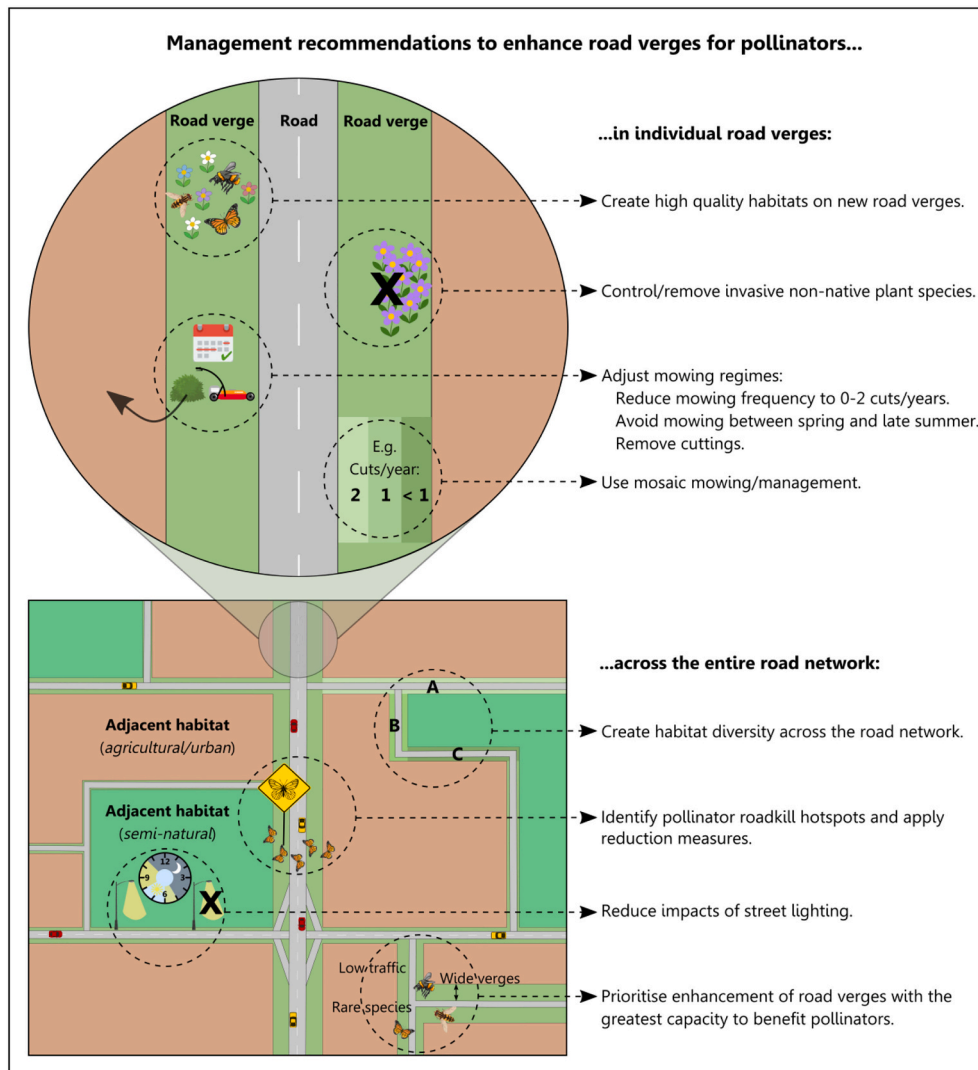 Management recommendations to enhance road verges for pollinators...
Road verge
Road
Road verge
...in individual road verges:
Create high quality habitats on new road verges.
X
Control/remove invasive non-native plant species.
Adjust mowing regimes:
Reduce mowing frequency to 0-2 cuts/years.
Avoid mowing between spring and late summer.
Remove cuttings.
E.g.
Cuts/year:
2 1 < 1
Use mosaic mowing/management.
...across the entire road network:
A
B
C
Create habitat diversity across the road network.
Adjacent habitat
(agricultural/urban)
Identify pollinator roadkill hotspots and apply
reduction measures.
Adjacent habitat
(semi-natural)
12
9 3
6
X
Reduce impacts of street lighting.
Low traffic
Wide verges
Rare species
Prioritise enhancement of road verges with the
greatest capacity to benefit pollinators.